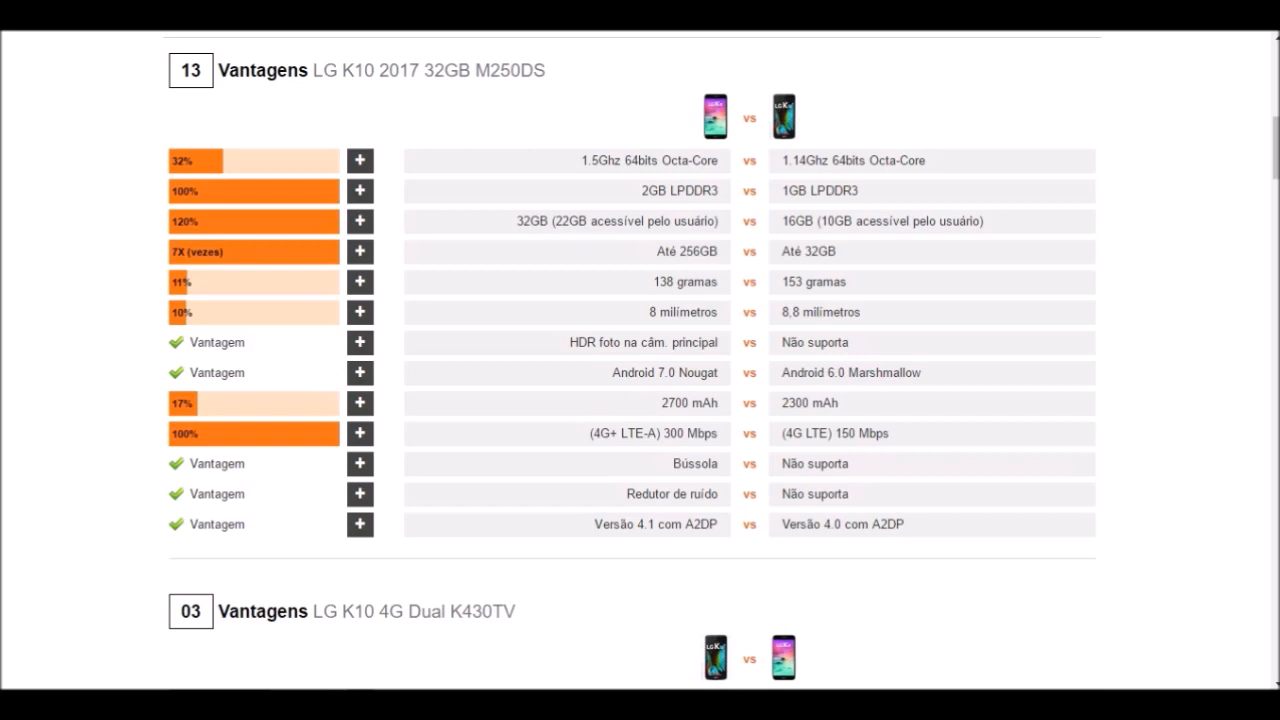 13 Vantagens LG K10 2017 32GB M250DS
vs
32% + 1.5Ghz 64bits Octa-Core vs 1.14Ghz 64bits Octa-Core
100% + 2GB LPDDR3 vs 1GB LPDDR3
120% + 32GB (22GB acessível pelo usuário) vs 16GB (10GB acessível pelo usuário)
7X (vezes) + Até 256GB vs Até 32GB
11% + 138 gramas vs 153 gramas
10% + 8 milímetros vs 8,8 milímetros
Vantagem + HDR foto na câm. principal vs Não suporta
Vantagem + Android 7.0 Nougat vs Android 6.0 Marshmallow
17% + 2700 mAh vs 2300 mAh
100% + (4G+ LTE-A) 300 Mbps vs (4G LTE) 150 Mbps
Vantagem + Bússola vs Não suporta
Vantagem + Redutor de ruído vs Não suporta
Vantagem + Versão 4.1 com A2DP vs Versão 4.0 com A2DP
03 Vantagens LG K10 4G Dual K430TV
vs